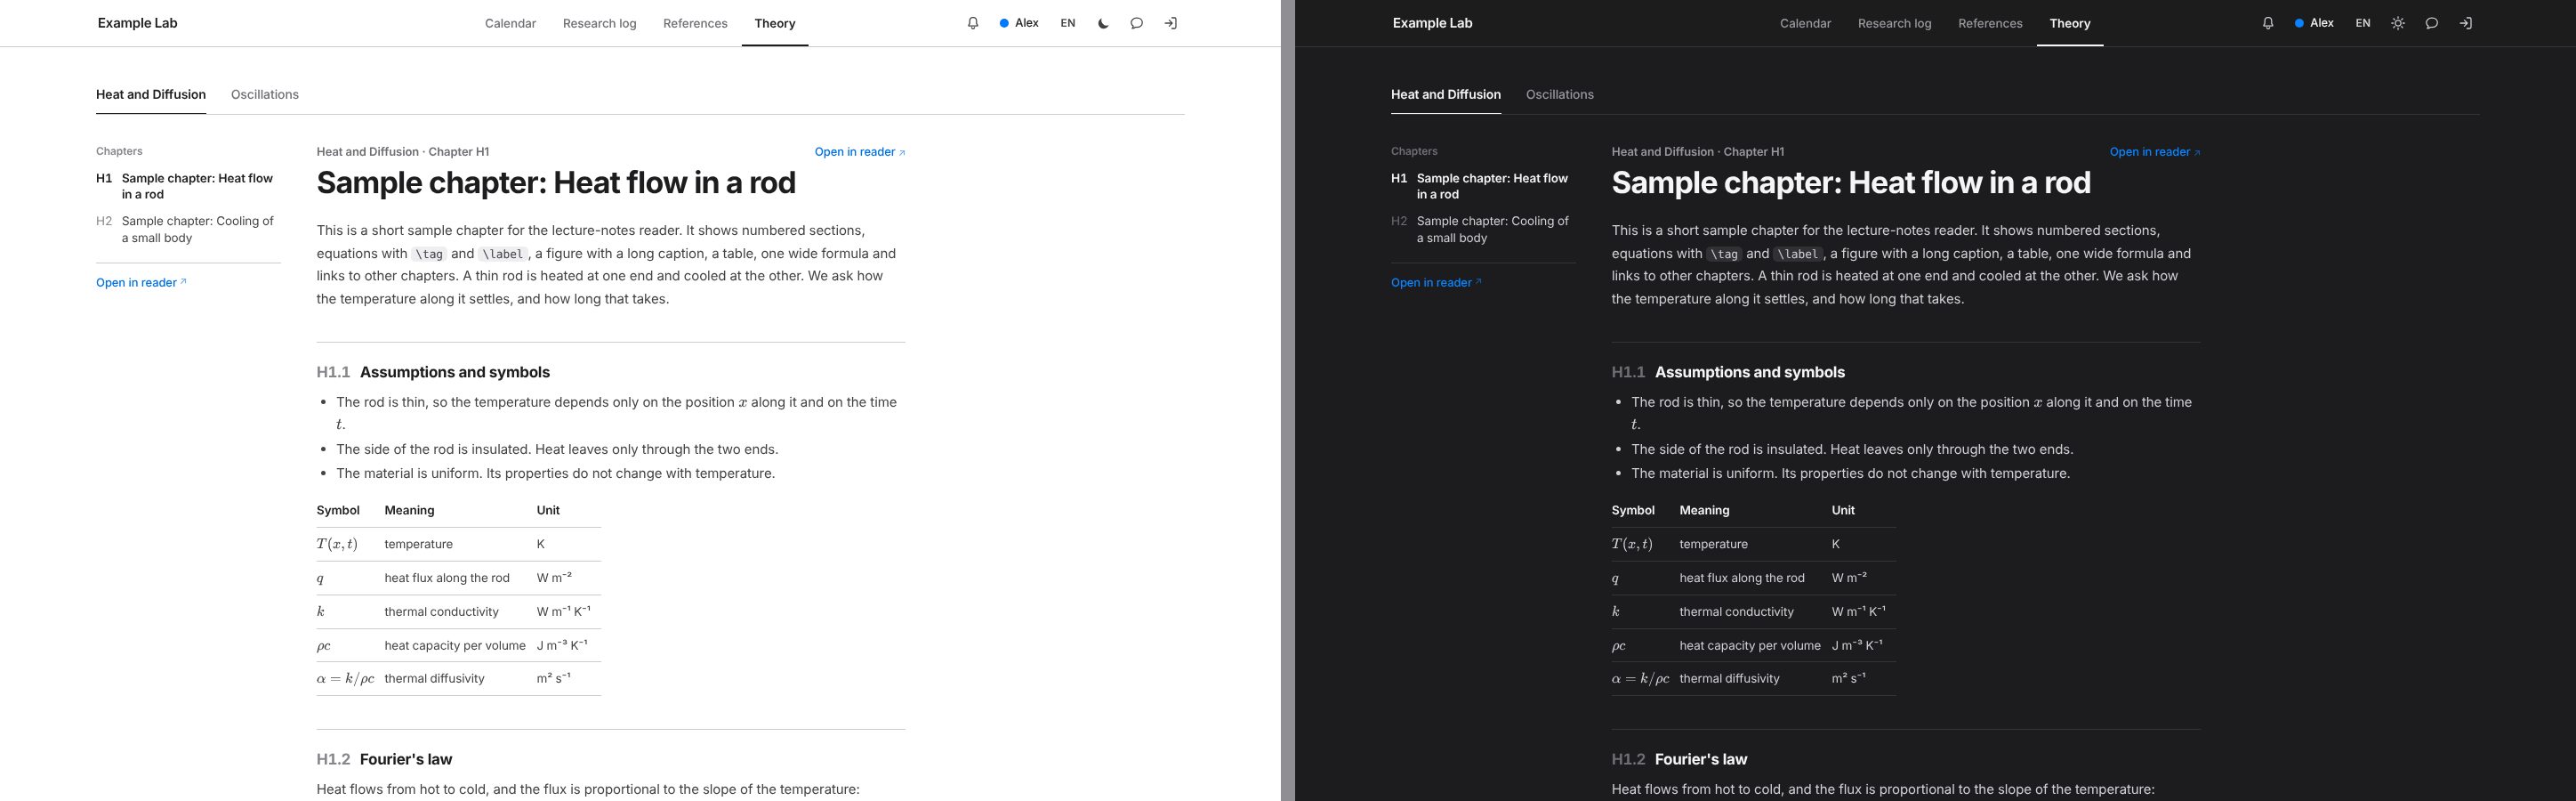 Example Lab Calendar Research log References Theory Alex EN
Heat and Diffusion Oscillations
Chapters
H1 Sample chapter: Heat flow
in a rod
H2 Sample chapter: Cooling of
a small body
Open in reader ↗
Heat and Diffusion · Chapter H1 Open in reader ↗
Sample chapter: Heat flow in a rod
This is a short sample chapter for the lecture-notes reader. It shows numbered sections,
equations with \tag and \label, a figure with a long caption, a table, one wide formula and
links to other chapters. A thin rod is heated at one end and cooled at the other. We ask how
the temperature along it settles, and how long that takes.
H1.1 Assumptions and symbols
• The rod is thin, so the temperature depends only on the position x along it and on the time
t.
• The side of the rod is insulated. Heat leaves only through the two ends.
• The material is uniform. Its properties do not change with temperature.
Symbol Meaning Unit
T(x, t) temperature K
q heat flux along the rod W m⁻²
k thermal conductivity W m⁻¹ K⁻¹
ρc heat capacity per volume J m⁻³ K⁻¹
α = k/ρc thermal diffusivity m² s⁻¹
H1.2 Fourier's law
Heat flows from hot to cold, and the flux is proportional to the slope of the temperature:
Example Lab Calendar Research log References Theory Alex EN
Heat and Diffusion Oscillations
Chapters
H1 Sample chapter: Heat flow
in a rod
H2 Sample chapter: Cooling of
a small body
Open in reader ↗
Heat and Diffusion · Chapter H1 Open in reader ↗
Sample chapter: Heat flow in a rod
This is a short sample chapter for the lecture-notes reader. It shows numbered sections,
equations with \tag and \label, a figure with a long caption, a table, one wide formula and
links to other chapters. A thin rod is heated at one end and cooled at the other. We ask how
the temperature along it settles, and how long that takes.
H1.1 Assumptions and symbols
• The rod is thin, so the temperature depends only on the position x along it and on the time
t.
• The side of the rod is insulated. Heat leaves only through the two ends.
• The material is uniform. Its properties do not change with temperature.
Symbol Meaning Unit
T(x, t) temperature K
q heat flux along the rod W m⁻²
k thermal conductivity W m⁻¹ K⁻¹
ρc heat capacity per volume J m⁻³ K⁻¹
α = k/ρc thermal diffusivity m² s⁻¹
H1.2 Fourier's law
Heat flows from hot to cold, and the flux is proportional to the slope of the temperature: